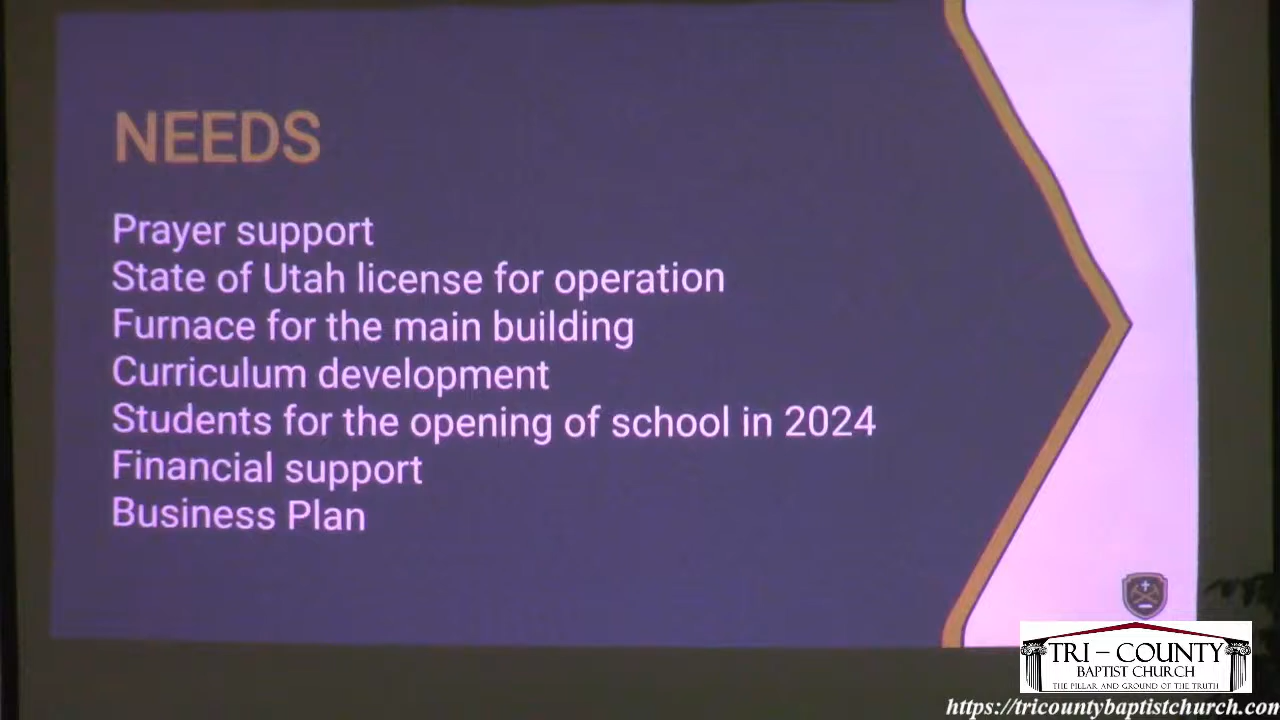 NEEDS
Prayer support
State of Utah license for operation
Furnace for the main building
Curriculum development
Students for the opening of school in 2024
Financial support
Business Plan
TRI – COUNTY
BAPTIST CHURCH
THE PILLAR AND GROUND OF THE TRUTH
https://tricountybaptistchurch.com